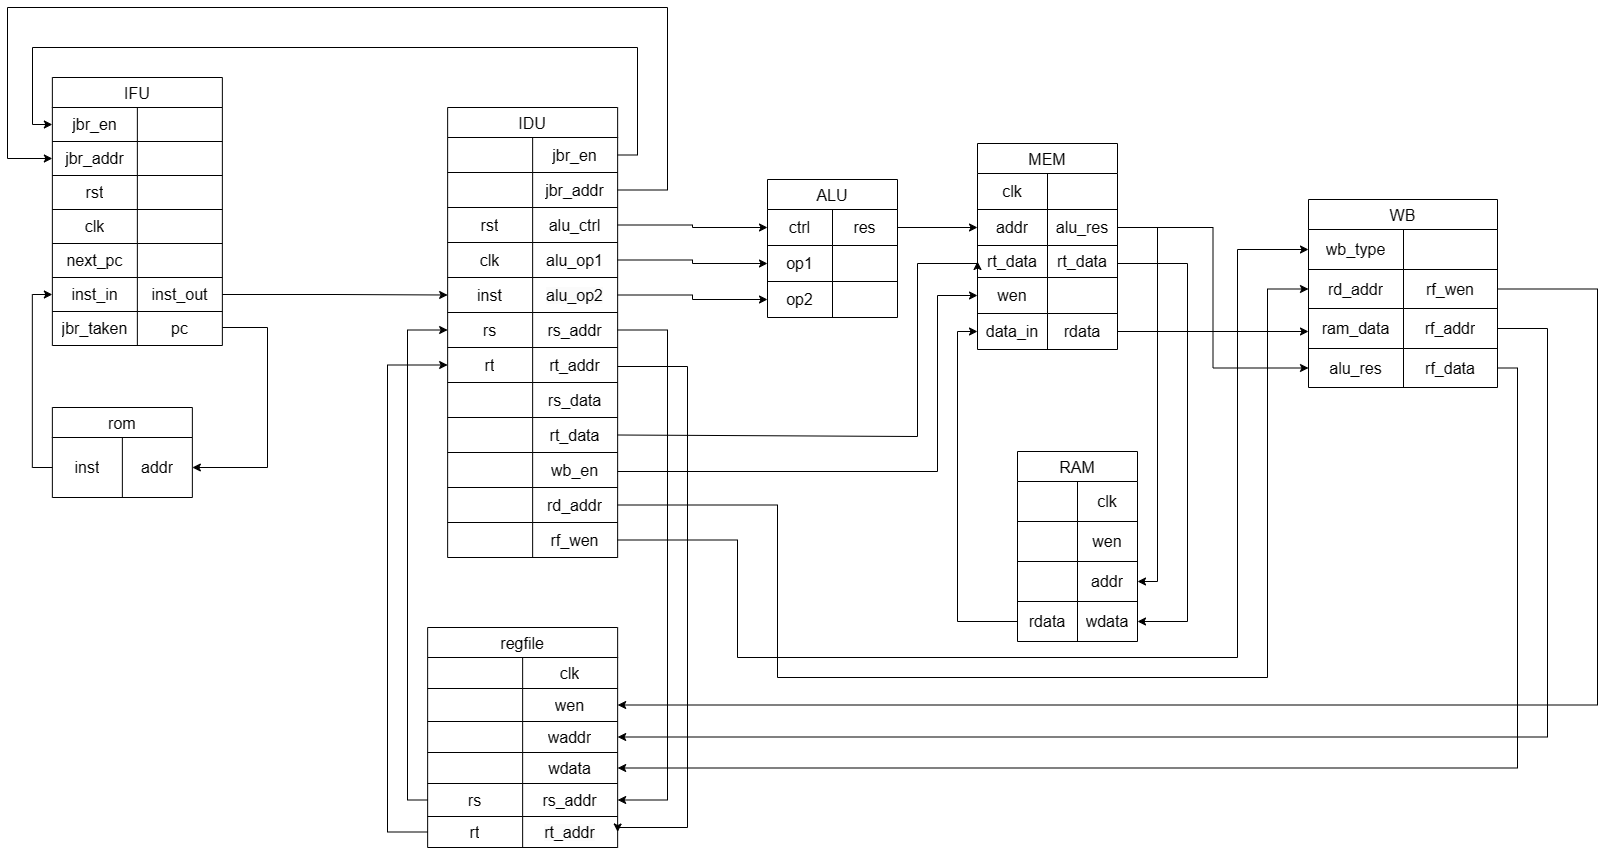 IFU
jbr_en
jbr_addr
rst
clk
next_pc
inst_in inst_out
jbr_taken pc
rom
inst addr
IDU
jbr_en
jbr_addr
rst alu_ctrl
clk alu_op1
inst alu_op2
rs rs_addr
rt rt_addr
rs_data
rt_data
wb_en
rd_addr
rf_wen
regfile
clk
wen
waddr
wdata
rs rs_addr
rt rt_addr
ALU
ctrl res
op1
op2
MEM
clk
addr alu_res
rt_data rt_data
wen
data_in rdata
RAM
clk
wen
addr
rdata wdata
WB
wb_type
rd_addr rf_wen
ram_data rf_addr
alu_res rf_data